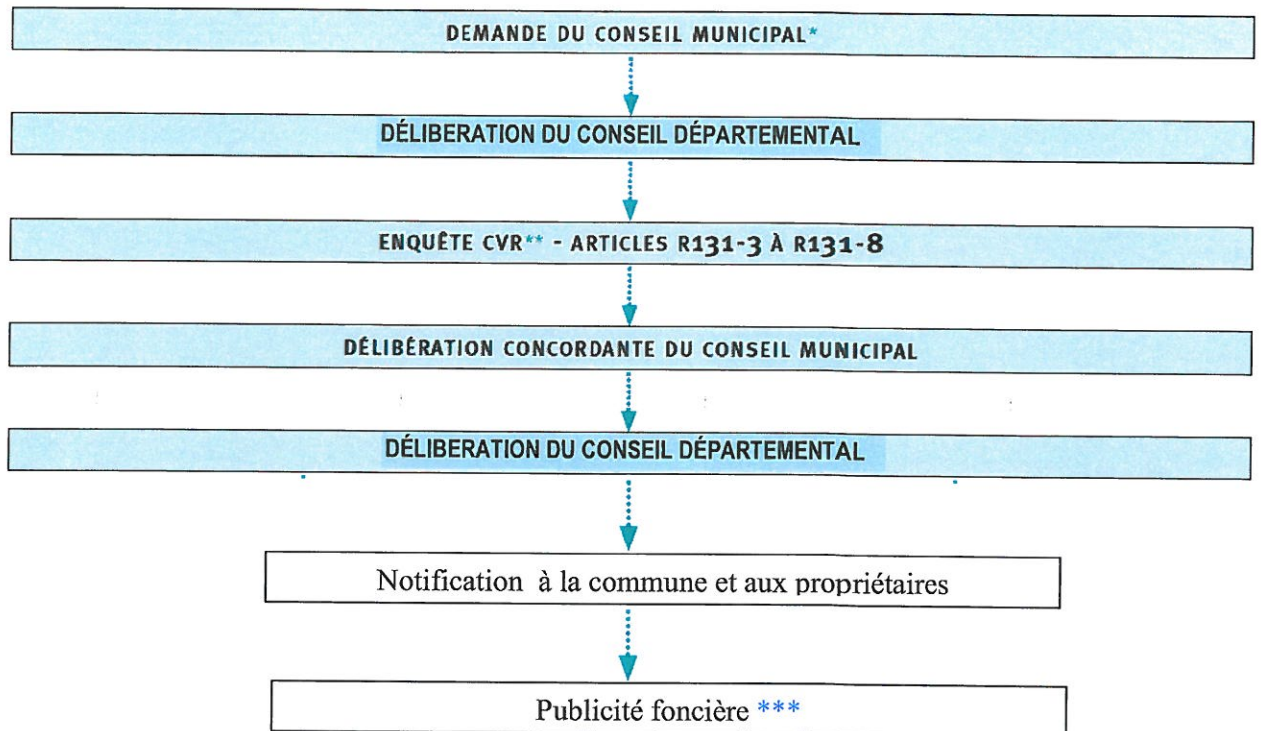 DEMANDE DU CONSEIL MUNICIPAL*
DÉLIBERATION DU CONSEIL DÉPARTEMENTAL
ENQUÊTE CVR** - ARTICLES R131-3 À R131-8
DÉLIBÉRATION CONCORDANTE DU CONSEIL MUNICIPAL
DÉLIBERATION DU CONSEIL DÉPARTEMENTAL
Notification à la commune et aux propriétaires
Publicité foncière ***